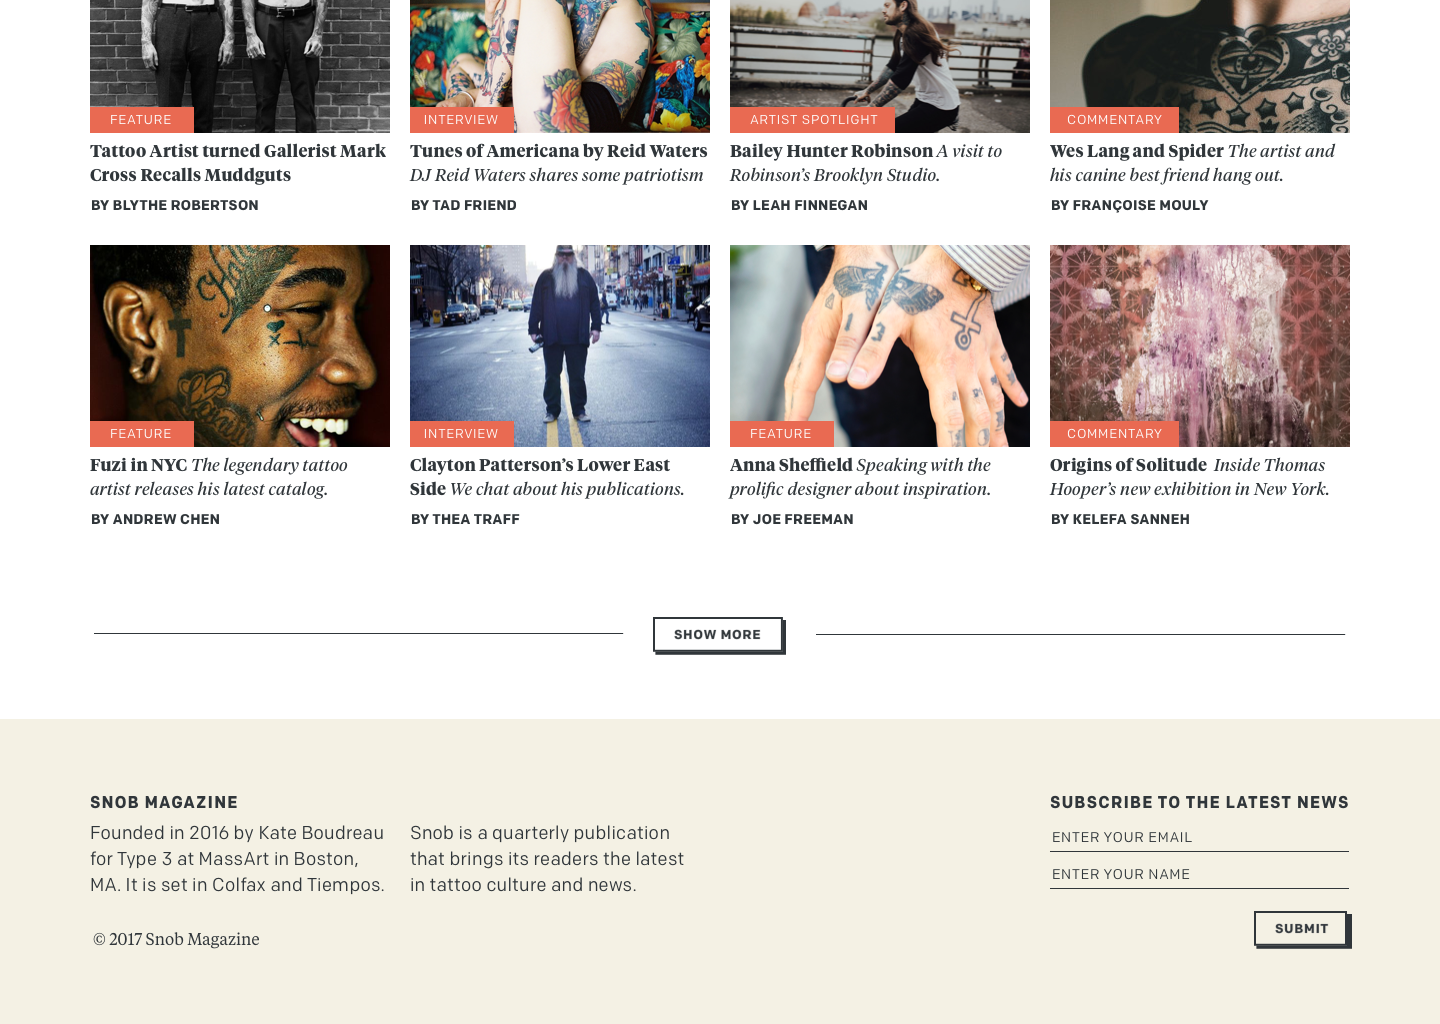 FEATURE
INTERVIEW
ARTIST SPOTLIGHT
COMMENTARY
Tattoo Artist turned Gallerist Mark
Cross Recalls Muddguts
BY BLYTHE ROBERTSON
Tunes of Americana by Reid Waters
DJ Reid Waters shares some patriotism
BY TAD FRIEND
Bailey Hunter Robinson A visit to
Robinson’s Brooklyn Studio.
BY LEAH FINNEGAN
Wes Lang and Spider The artist and
his canine best friend hang out.
BY FRANÇOISE MOULY
FEATURE
INTERVIEW
FEATURE
COMMENTARY
Fuzi in NYC The legendary tattoo
artist releases his latest catalog.
BY ANDREW CHEN
Clayton Patterson’s Lower East
Side We chat about his publications.
BY THEA TRAFF
Anna Sheffield Speaking with the
prolific designer about inspiration.
BY JOE FREEMAN
Origins of Solitude Inside Thomas
Hooper’s new exhibition in New York.
BY KELEFA SANNEH
SHOW MORE
SNOB MAGAZINE
Founded in 2016 by Kate Boudreau
for Type 3 at MassArt in Boston,
MA. It is set in Colfax and Tiempos.
Snob is a quarterly publication
that brings its readers the latest
in tattoo culture and news.
© 2017 Snob Magazine
SUBSCRIBE TO THE LATEST NEWS
ENTER YOUR EMAIL
ENTER YOUR NAME
SUBMIT